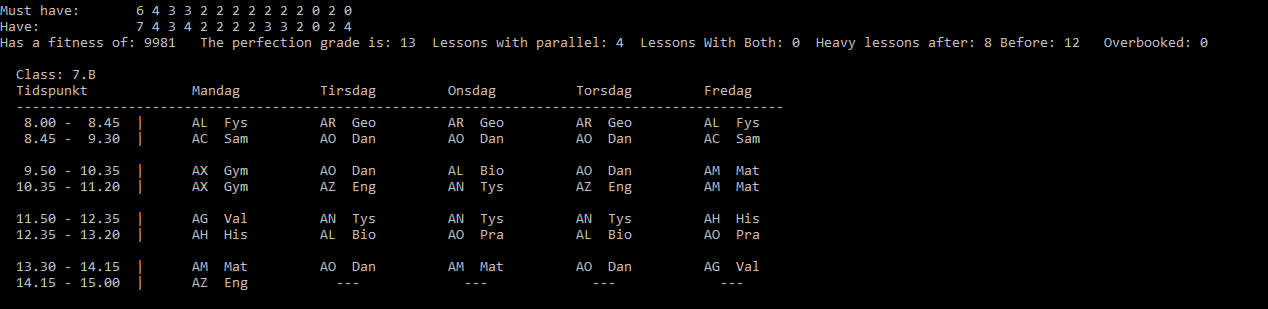 Must have:      6 4 3 3 2 2 2 2 2 2 2 0 2 0
Have:           7 4 3 4 2 2 2 2 3 3 2 0 2 4
Has a fitness of: 9981   The perfection grade is: 13  Lessons with parallel: 4  Lessons With Both: 0  Heavy lessons after: 8 Before: 12   Overbooked: 0
Class: 7.B
Tidspunkt             Mandag          Tirsdag         Onsdag          Torsdag         Fredag
------------------------------------------------------------------------------------------------
8.00 -  8.45  |      AL  Fys         AR  Geo         AR  Geo         AR  Geo         AL  Fys
8.45 -  9.30  |      AC  Sam         AO  Dan         AO  Dan         AO  Dan         AC  Sam
9.50 - 10.35  |      AX  Gym         AO  Dan         AL  Bio         AO  Dan         AM  Mat
10.35 - 11.20  |      AX  Gym         AZ  Eng         AN  Tys         AZ  Eng         AM  Mat
11.50 - 12.35  |      AG  Val         AN  Tys         AN  Tys         AN  Tys         AH  His
12.35 - 13.20  |      AH  His         AL  Bio         AO  Pra         AL  Bio         AO  Pra
13.30 - 14.15  |      AM  Mat         AO  Dan         AM  Mat         AO  Dan         AG  Val
14.15 - 15.00  |      AZ  Eng           ---             ---             ---             ---